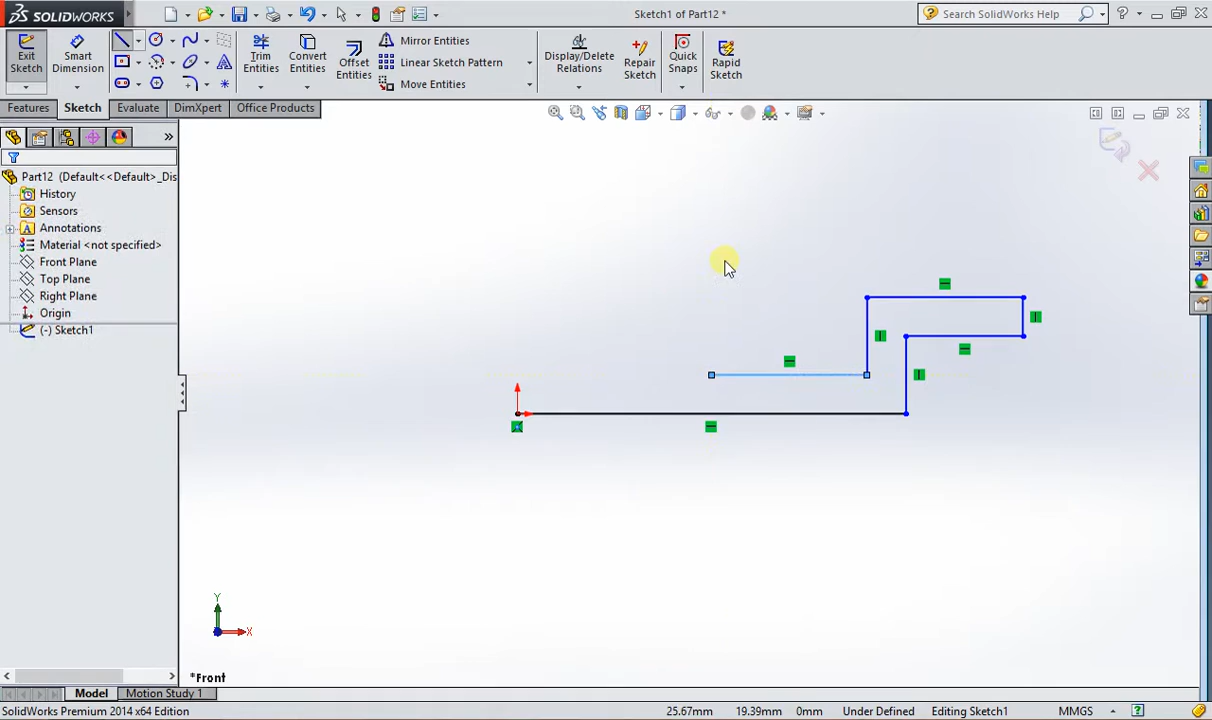 SOLIDWORKS
Sketch1 of Part12 *
Search SolidWorks Help
Exit Sketch
Smart Dimension
Trim Entities
Convert Entities
Offset Entities
Mirror Entities
Linear Sketch Pattern
Move Entities
Display/Delete Relations
Repair Sketch
Quick Snaps
Rapid Sketch
Features
Sketch
Evaluate
DimXpert
Office Products
Part12 (Default<<Default>_Dis
History
Sensors
Annotations
Material <not specified>
Front Plane
Top Plane
Right Plane
Origin
(-) Sketch1
Y
X
*Front
Model
Motion Study 1
SolidWorks Premium 2014 x64 Edition
25.67mm
19.39mm
0mm
Under Defined
Editing Sketch1
MMGS